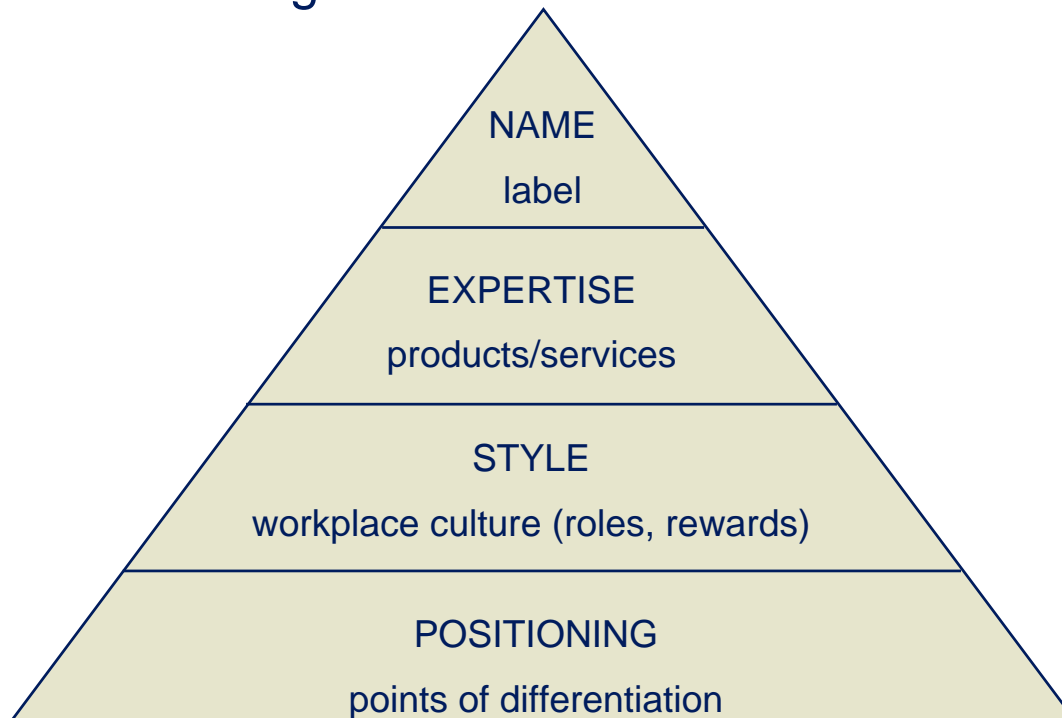 NAME
label
EXPERTISE
products/services
STYLE
workplace culture (roles, rewards)
POSITIONING
points of differentiation